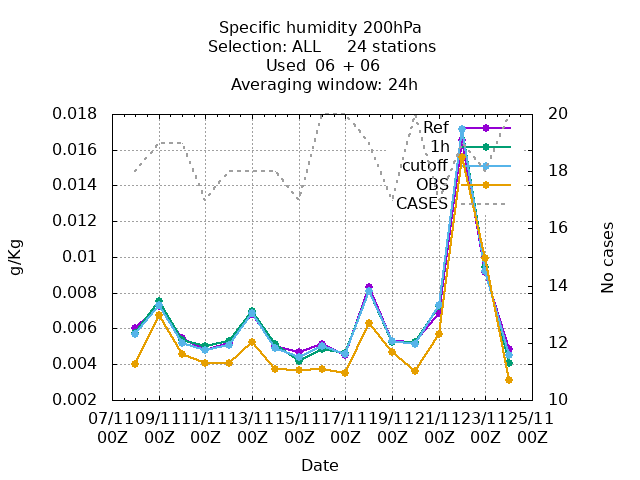 Specific humidity 200hPa
Selection: ALL 24 stations
Used 06 + 06
Averaging window: 24h
g/Kg
0.018
0.016
0.014
0.012
0.01
0.008
0.006
0.004
0.002
Ref
1h
cutoff
OBS
CASES
20
18
16
14
12
10
No cases
07/11 09/11 11/11 13/11 15/11 17/11 19/11 21/11 23/11 25/11
00Z 00Z 00Z 00Z 00Z 00Z 00Z 00Z 00Z 00Z
Date